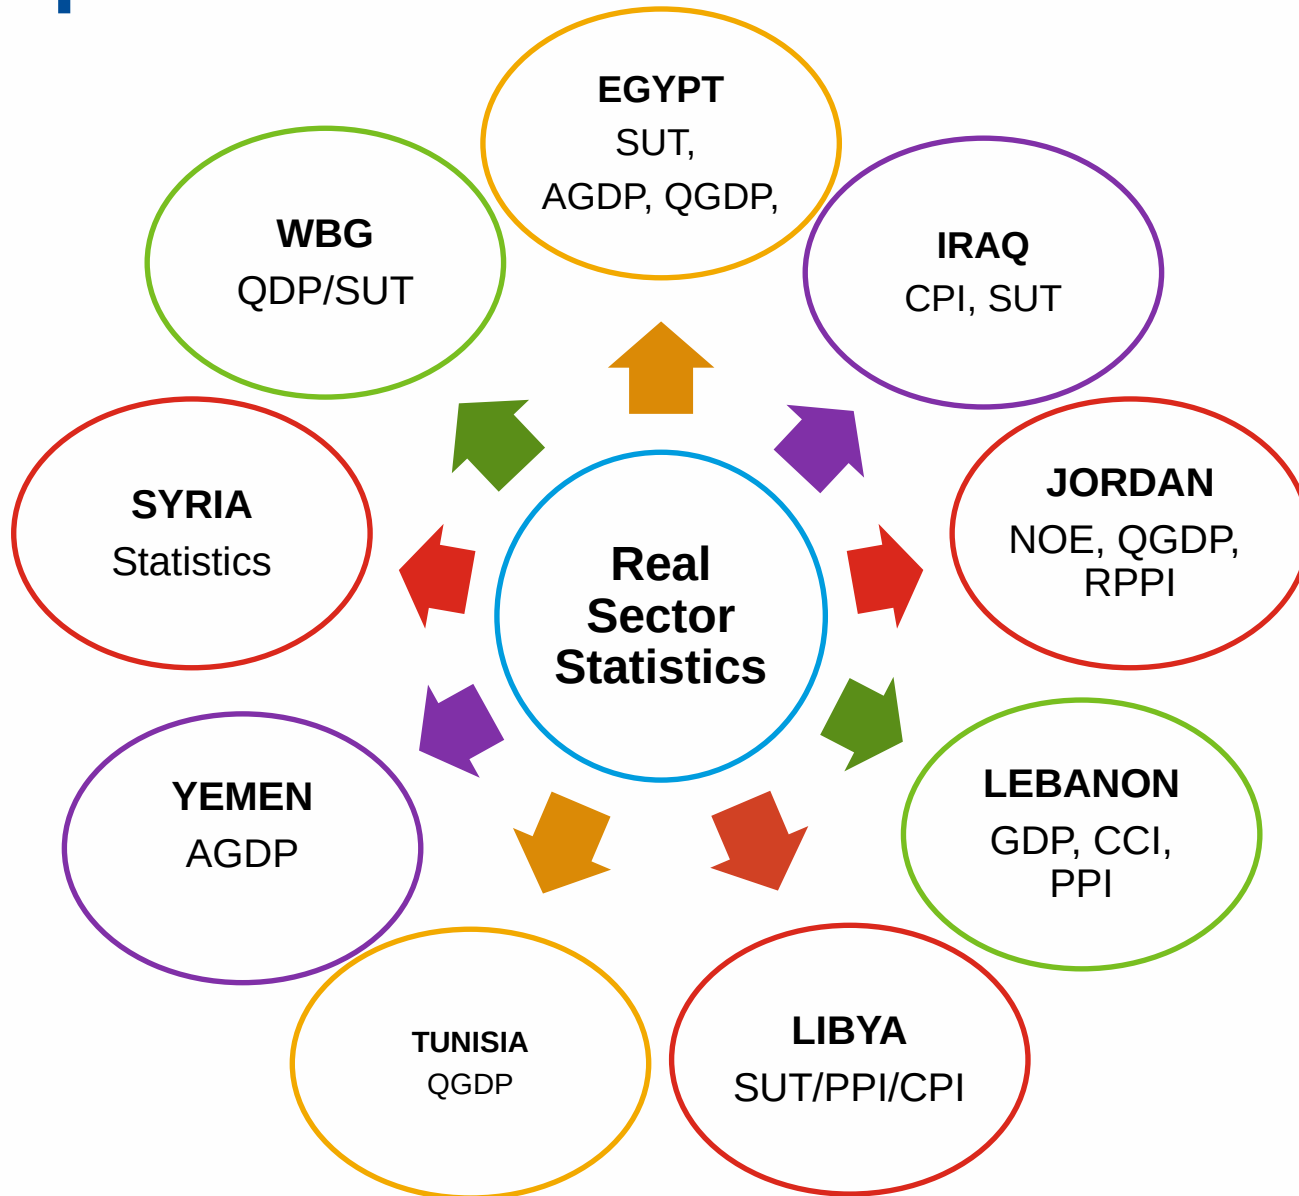 EGYPT
SUT,
AGDP, QGDP,
WBG
QDP/SUT
IRAQ
CPI, SUT
SYRIA
Statistics
Real
Sector
Statistics
JORDAN
NOE, QGDP,
RPPI
YEMEN
AGDP
LEBANON
GDP, CCI,
PPI
TUNISIA
QGDP
LIBYA
SUT/PPI/CPI